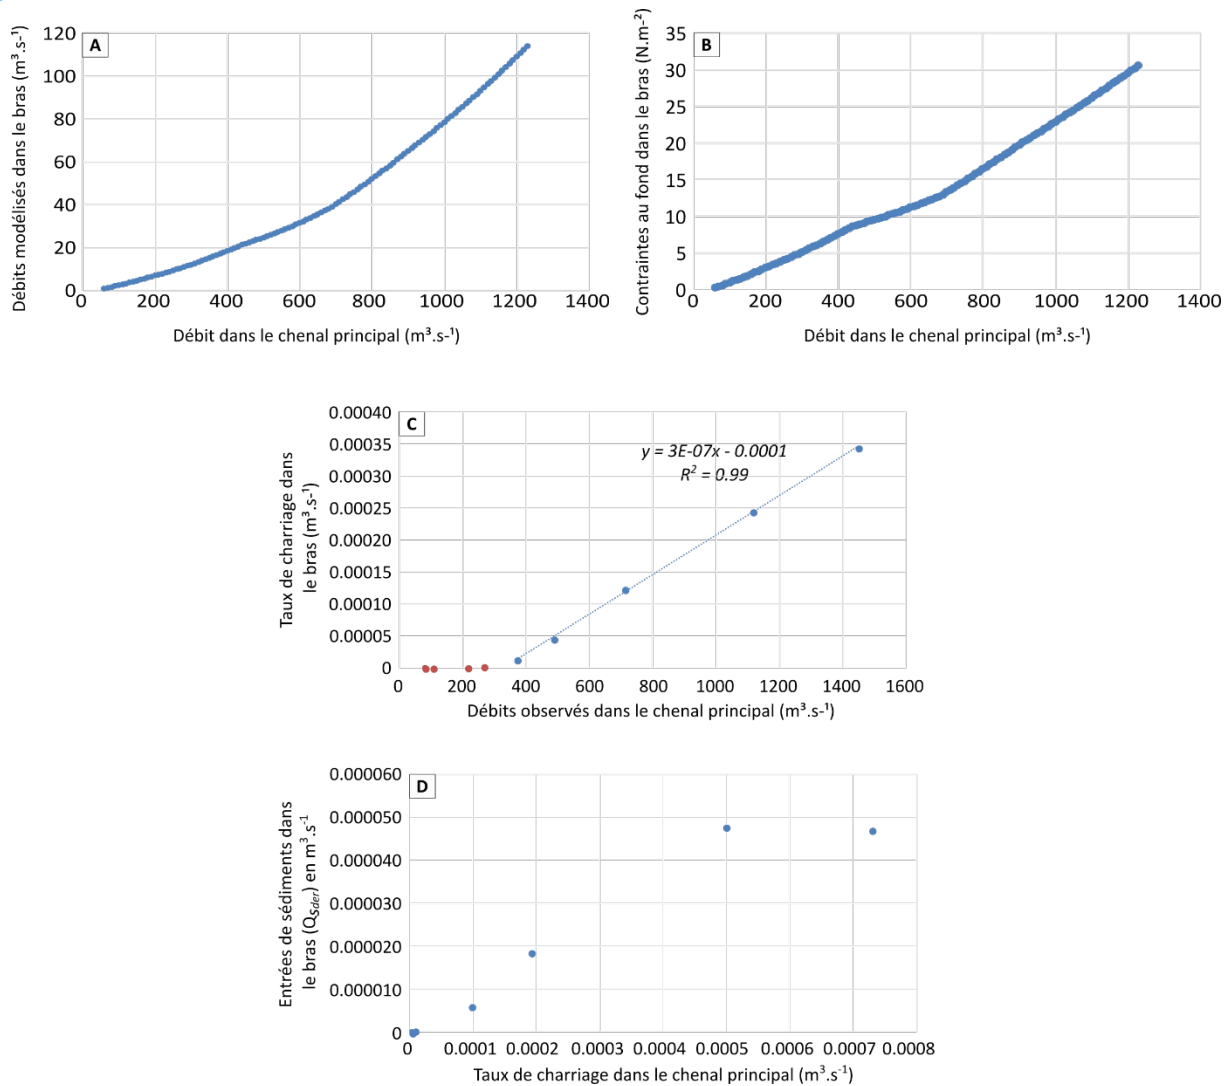 A
Débits modélisés dans le bras (m³.s-¹)
120
100
80
60
40
20
0
0 200 400 600 800 1000 1200 1400
Débit dans le chenal principal (m³.s-¹)
B
Contraintes au fond dans le bras (N.m-²)
35
30
25
20
15
10
5
0
0 200 400 600 800 1000 1200 1400
Débit dans le chenal principal (m³.s-¹)
C
Taux de charriage dans
le bras (m³.s-¹)
0.00040
0.00035
0.00030
0.00025
0.00020
0.00015
0.00010
0.00005
0
y = 3E-07x - 0.0001
R² = 0.99
0 200 400 600 800 1000 1200 1400 1600
Débits observés dans le chenal principal (m³.s-¹)
D
Entrées de sédiments dans
le bras (QSder) en m³.s-¹
0.000060
0.000050
0.000040
0.000030
0.000020
0.000010
0
0 0.0001 0.0002 0.0003 0.0004 0.0005 0.0006 0.0007 0.0008
Taux de charriage dans le chenal principal (m³.s-¹)